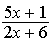 5x + 1
2x + 6